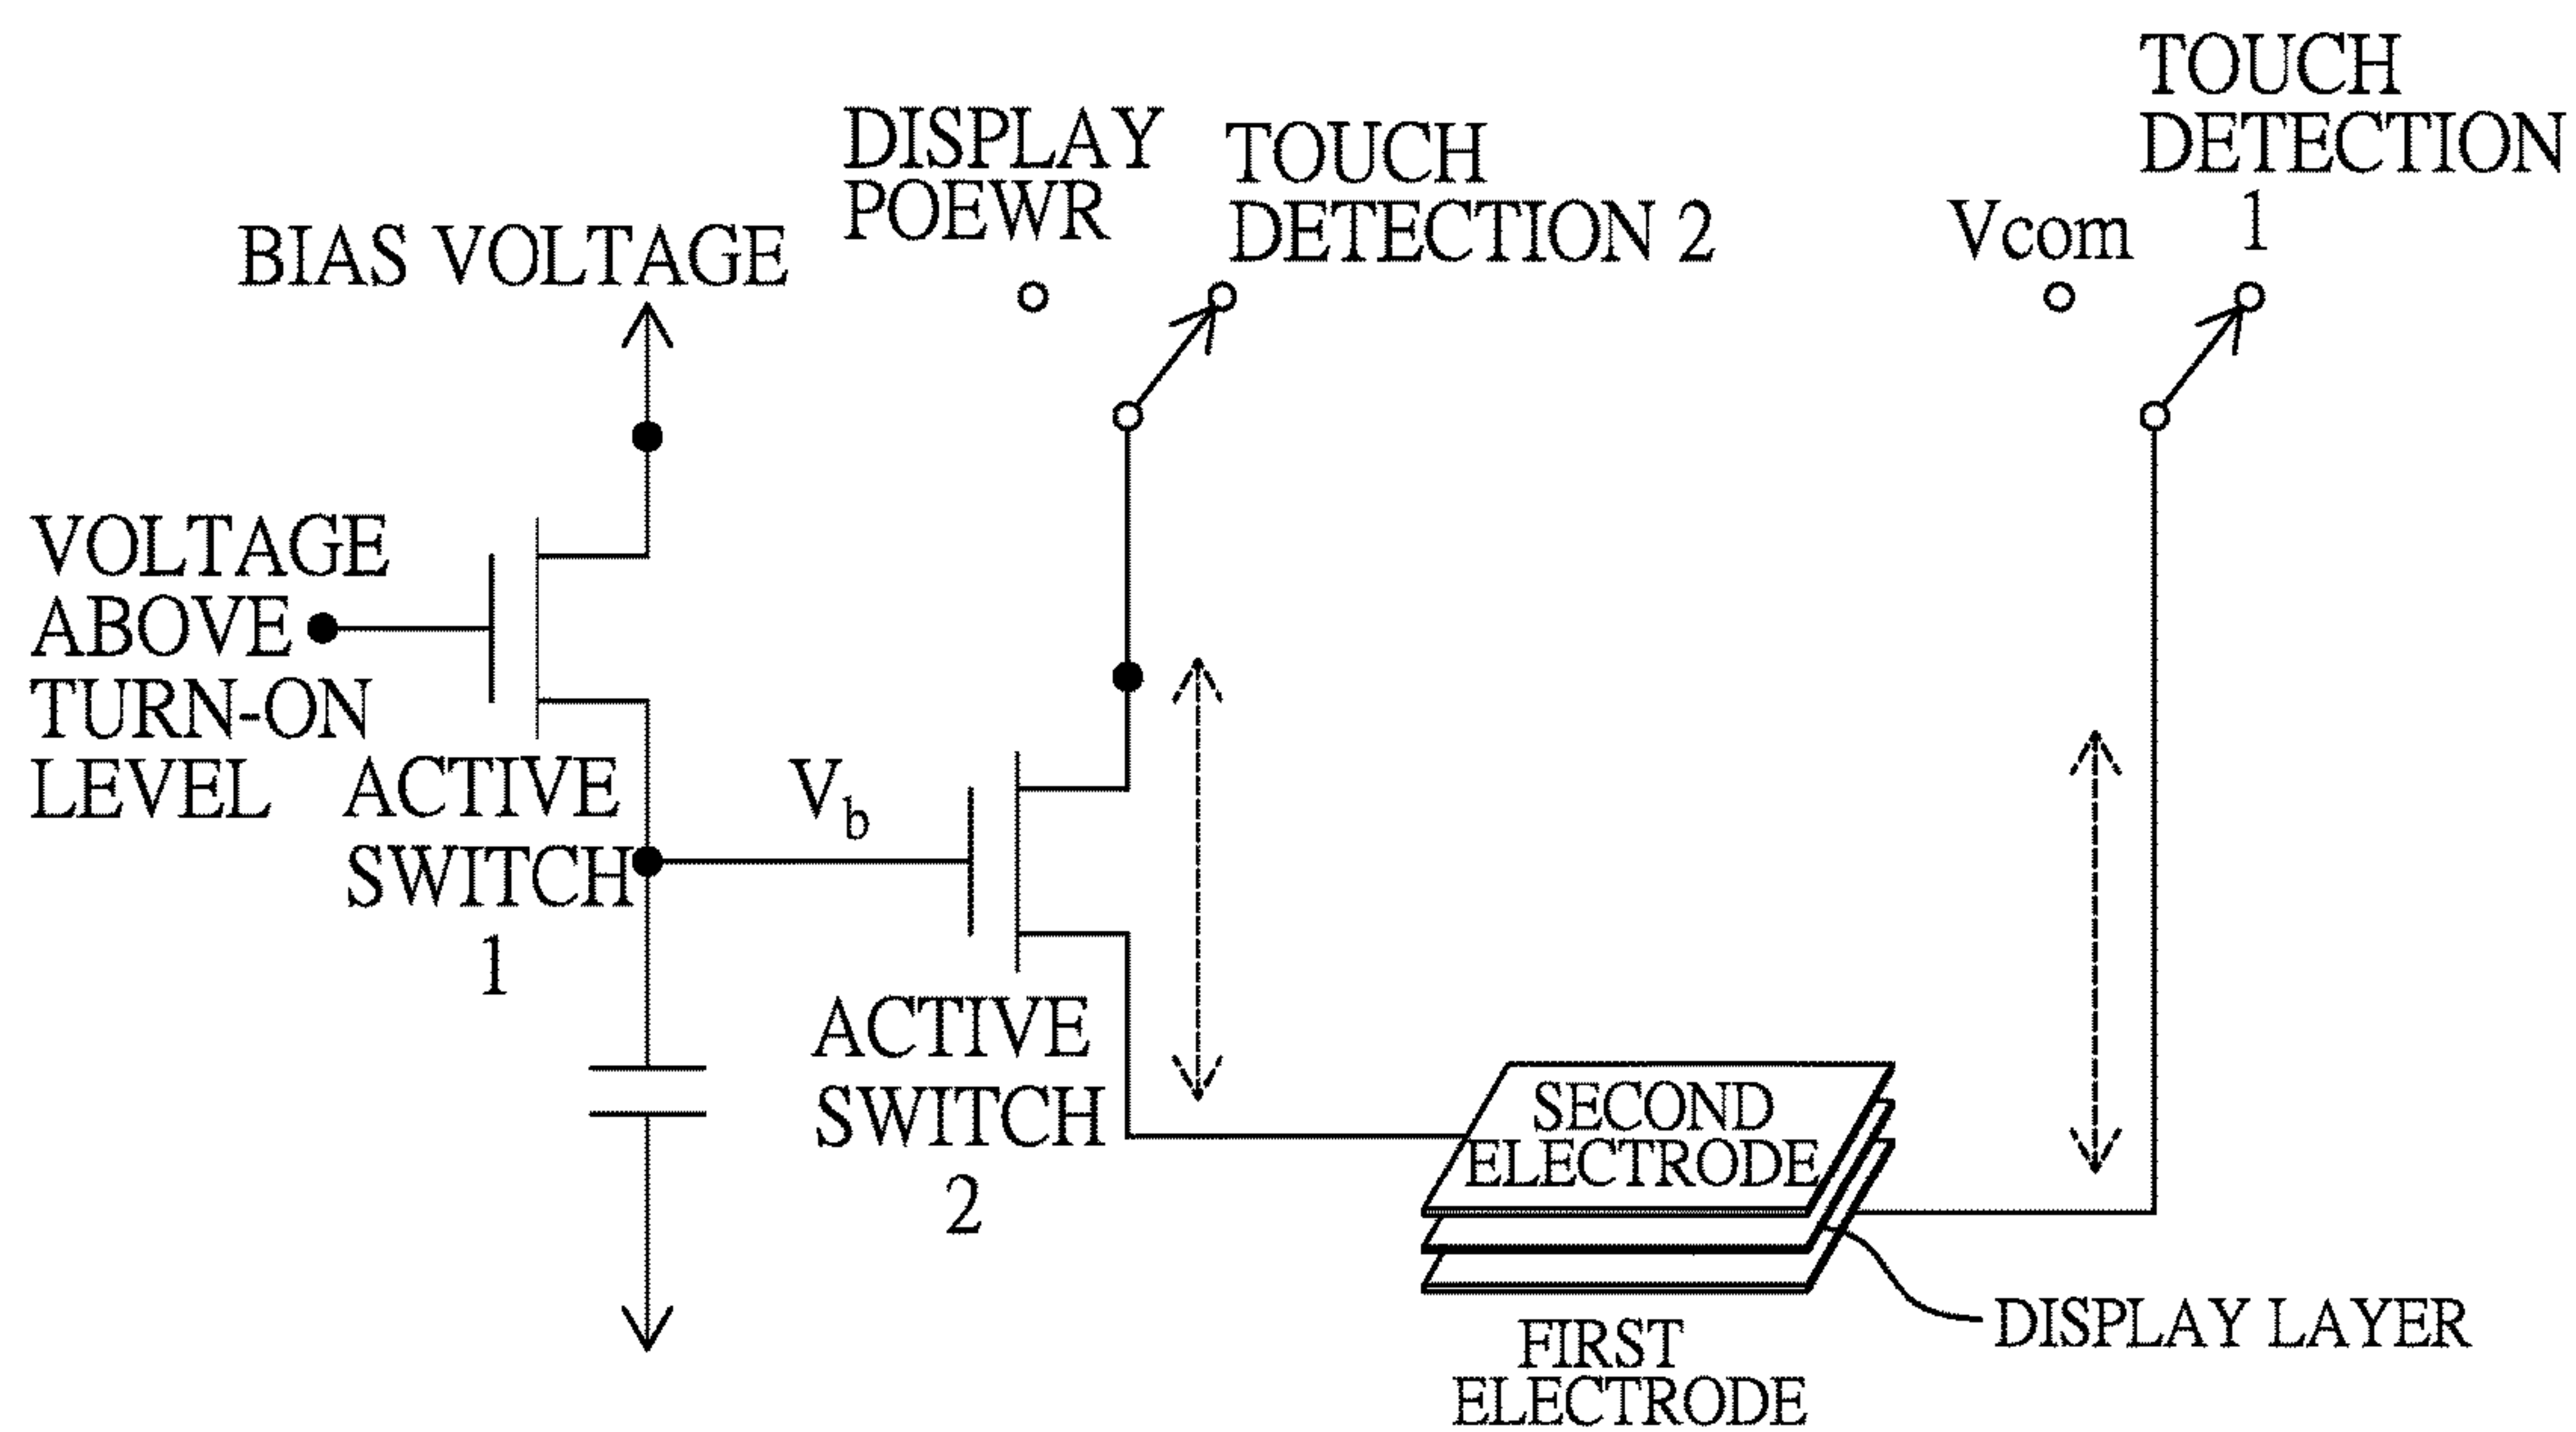 TOUCH
DETECTION
1
Vcom
DISPLAY
POEWR
TOUCH
DETECTION 2
BIAS VOLTAGE
VOLTAGE
ABOVE
TURN-ON
LEVEL
ACTIVE
SWITCH
1
Vb
ACTIVE
SWITCH
2
SECOND
ELECTRODE
FIRST
ELECTRODE
DISPLAY LAYER